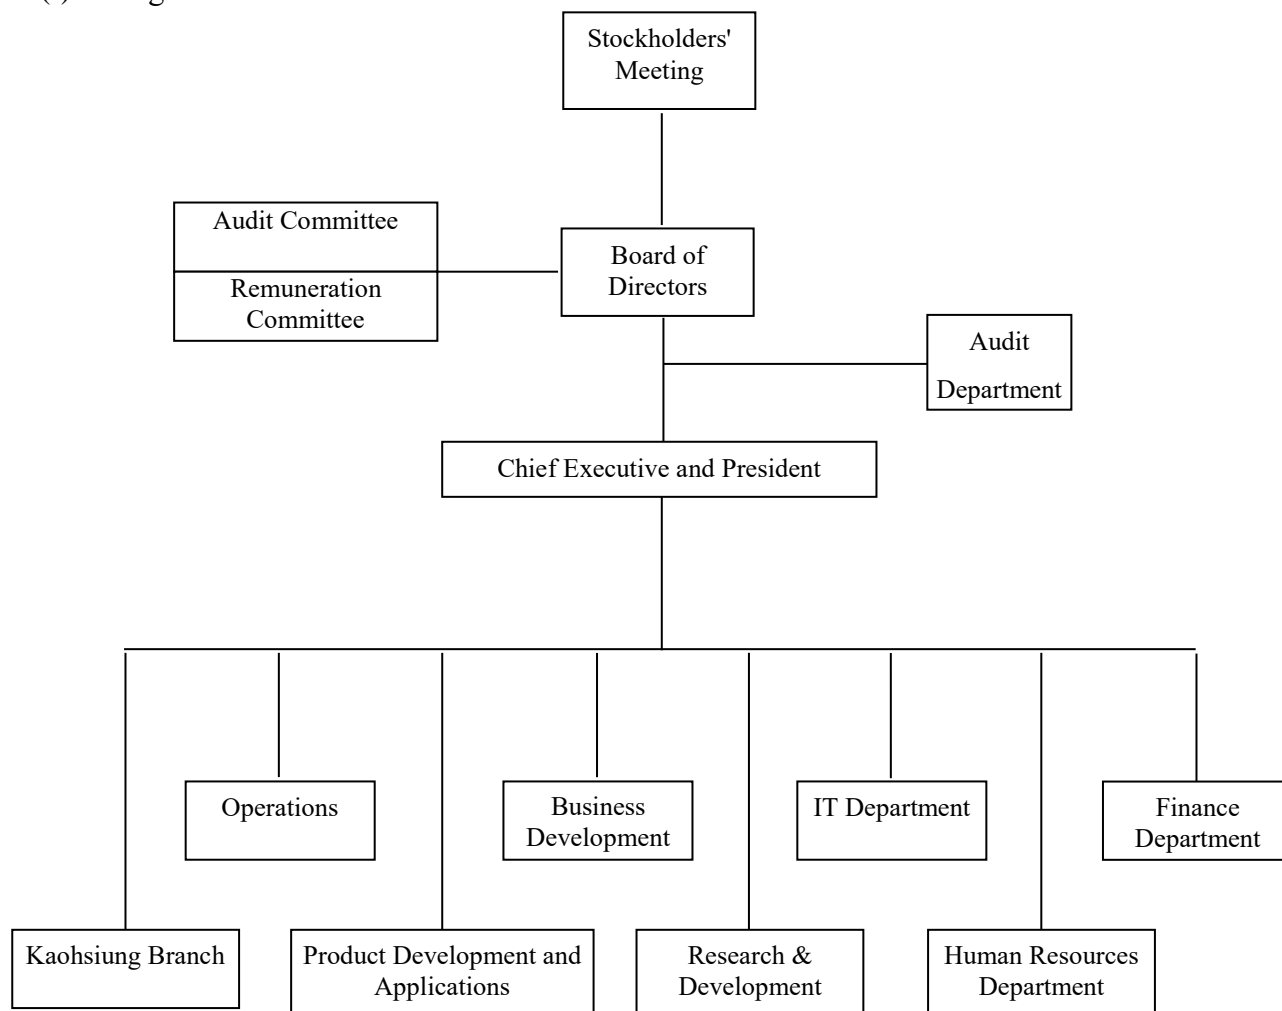 Stockholders'
Meeting
Audit Committee
Remuneration
Committee
Board of
Directors
Audit
Department
Chief Executive and President
Operations
Business
Development
IT Department
Finance
Department
Kaohsiung Branch
Product Development and
Applications
Research &
Development
Human Resources
Department